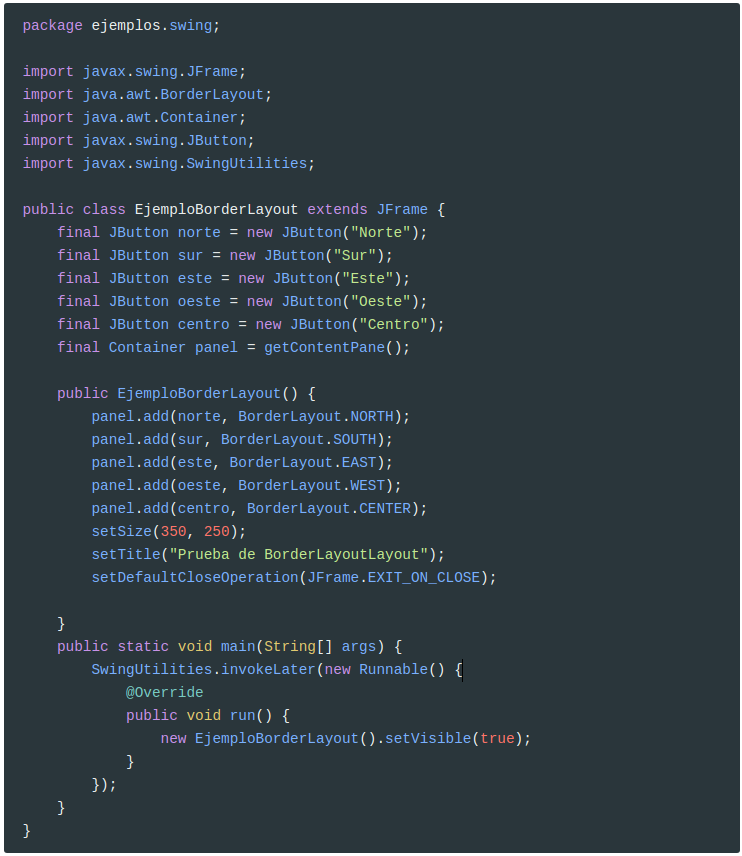 package ejemplos.swing;

import javax.swing.JFrame;
import java.awt.BorderLayout;
import java.awt.Container;
import javax.swing.JButton;
import javax.swing.SwingUtilities;

public class EjemploBorderLayout extends JFrame {
    final JButton norte = new JButton("Norte");
    final JButton sur = new JButton("Sur");
    final JButton este = new JButton("Este");
    final JButton oeste = new JButton("Oeste");
    final JButton centro = new JButton("Centro");
    final Container panel = getContentPane();

    public EjemploBorderLayout() {
        panel.add(norte, BorderLayout.NORTH);
        panel.add(sur, BorderLayout.SOUTH);
        panel.add(este, BorderLayout.EAST);
        panel.add(oeste, BorderLayout.WEST);
        panel.add(centro, BorderLayout.CENTER);
        setSize(350, 250);
        setTitle("Prueba de BorderLayoutLayout");
        setDefaultCloseOperation(JFrame.EXIT_ON_CLOSE);

    }
    public static void main(String[] args) {
        SwingUtilities.invokeLater(new Runnable() {
            @Override
            public void run() {
                new EjemploBorderLayout().setVisible(true);
            }
        });
    }
}